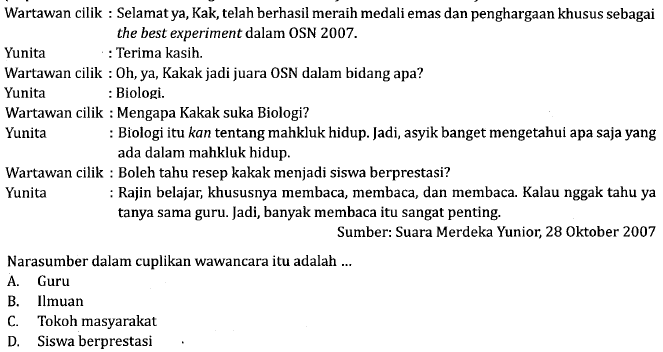 Wartawan cilik : Selamat ya, Kak, telah berhasil meraih medali emas dan penghargaan khusus sebagai
the best experiment dalam OSN 2007.
Yunita : Terima kasih.
Wartawan cilik : Oh, ya, Kakak jadi juara OSN dalam bidang apa?
Yunita : Biologi.
Wartawan cilik : Mengapa Kakak suka Biologi?
Yunita : Biologi itu kan tentang mahkluk hidup. Jadi, asyik banget mengetahui apa saja yang
ada dalam mahkluk hidup.
Wartawan cilik : Boleh tahu resep kakak menjadi siswa berprestasi?
Yunita : Rajin belajar, khususnya membaca, membaca, dan membaca. Kalau nggak tahu ya
tanya sama guru. Jadi, banyak membaca itu sangat penting.
Sumber: Suara Merdeka Yunior, 28 Oktober 2007
Narasumber dalam cuplikan wawancara itu adalah ...
A. Guru
B. Ilmuan
C. Tokoh masyarakat
D. Siswa berprestasi